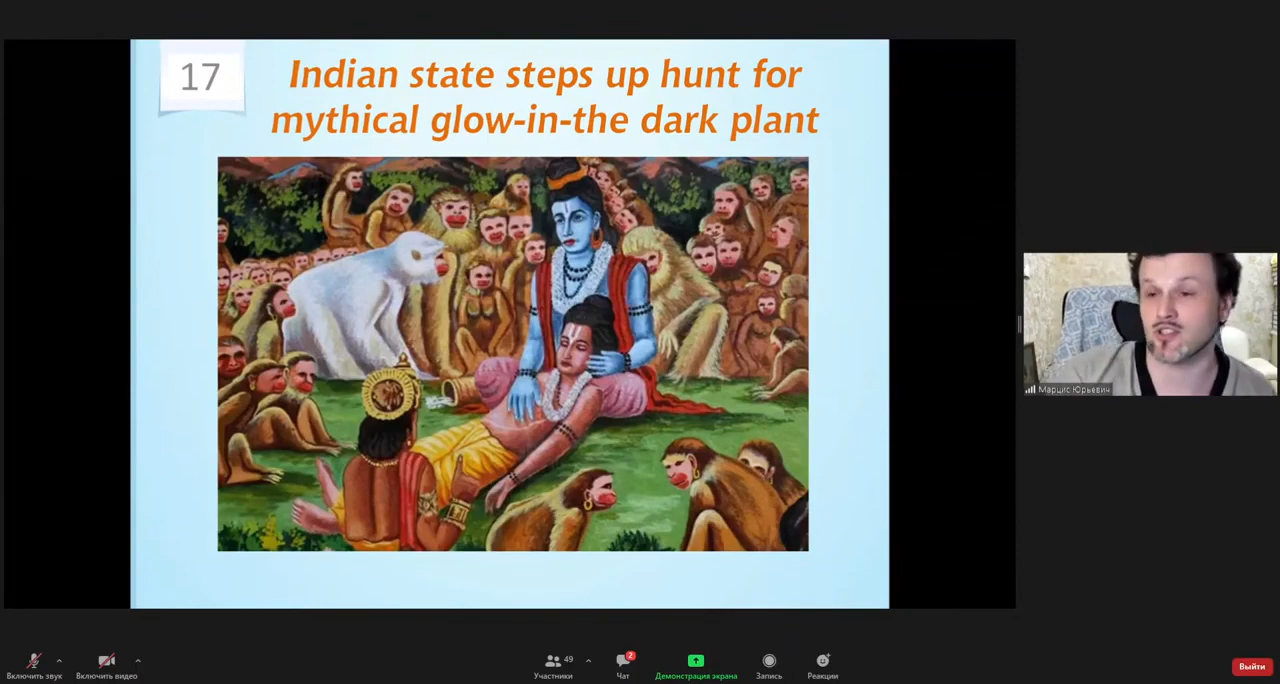 17
Indian state steps up hunt for
mythical glow-in-the dark plant
Марцис Юрьевич
Включить звук
Включить видео
49
Участники
2
Чат
Демонстрация экрана
Запись
Реакции
Выйти